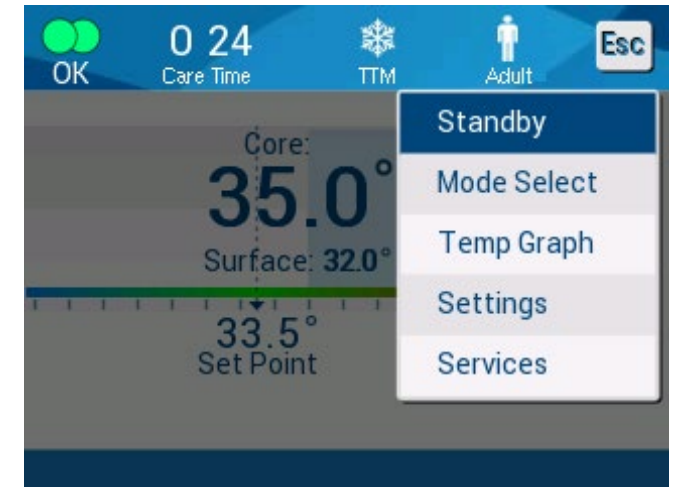 0 24
Esc
OK
Care Time
TTM
Adult
Core:
35.0°
Surface: 32.0°
33.5°
Set Point
Standby
Mode Select
Temp Graph
Settings
Services